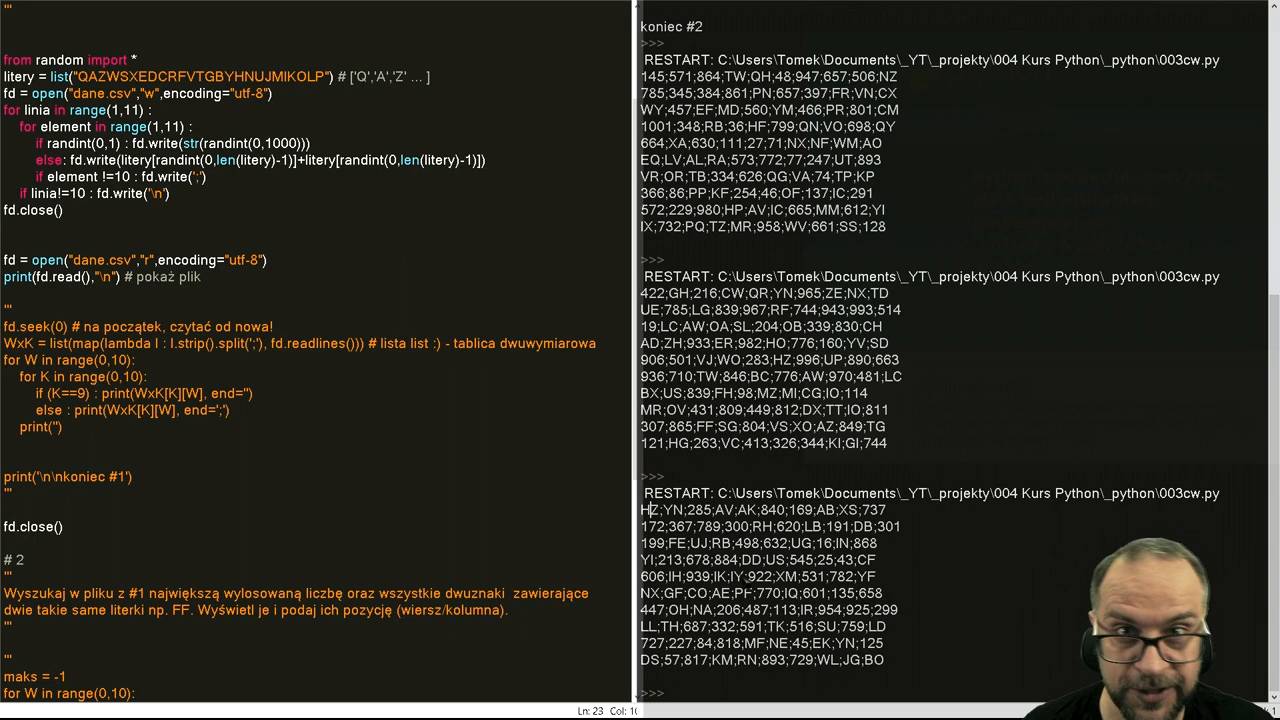 '''
from random import *
litery = list("QAZWSXEDCRFVTGBYHNUJMIKOLP") # ['Q','A','Z' ... ]
fd = open("dane.csv","w",encoding="utf-8")
for linia in range(1,11) :
for element in range(1,11) :
if randint(0,1) : fd.write(str(randint(0,1000)))
else: fd.write(litery[randint(0,len(litery)-1)]+litery[randint(0,len(litery)-1)])
if element !=10 : fd.write(';')
if linia!=10 : fd.write('\n')
fd.close()
fd = open("dane.csv","r",encoding="utf-8")
print(fd.read(),"\n") # pokaż plik
'''
fd.seek(0) # na początek, czytać od nowa!
WxK = list(map(lambda l : l.strip().split(';'), fd.readlines())) # lista list :) - tablica dwuwymiarowa
for W in range(0,10):
for K in range(0,10):
if (K==9) : print(WxK[K][W], end='')
else : print(WxK[K][W], end=';')
print('')
print('\n\nkoniec #1')
'''
fd.close()
# 2
'''
Wyszukaj w pliku z #1 największą wylosowaną liczbę oraz wszystkie dwuznaki  zawierające
dwie takie same literki np. FF. Wyświetl je i podaj ich pozycję (wiersz/kolumna).
'''
'''
maks = -1
for W in range(0,10):
koniec #2
>>>
RESTART: C:\Users\Tomek\Documents\_YT\_projekty\004 Kurs Python\_python\003cw.py
145;571;864;TW;QH;48;947;657;506;NZ
785;345;384;861;PN;657;397;FR;VN;CX
WY;457;EF;MD;560;YM;466;PR;801;CM
1001;348;RB;36;HF;799;QN;VO;698;QY
664;XA;630;111;27;71;NX;NF;WM;AO
EQ;LV;AL;RA;573;772;77;247;UT;893
VR;OR;TB;334;626;QG;VA;74;TP;KP
366;86;PP;KF;254;46;OF;137;IC;291
572;229;980;HP;AV;IC;665;MM;612;YI
IX;732;PQ;TZ;MR;958;WV;661;SS;128
>>>
RESTART: C:\Users\Tomek\Documents\_YT\_projekty\004 Kurs Python\_python\003cw.py
422;GH;216;CW;QR;YN;965;ZE;NX;TD
UE;785;LG;839;967;RF;744;943;993;514
19;LC;AW;OA;SL;204;OB;339;830;CH
AD;ZH;933;ER;982;HO;776;160;YV;SD
906;501;VJ;WO;283;HZ;996;UP;890;663
936;710;TW;846;BC;776;AW;970;481;LC
BX;US;839;FH;98;MZ;MI;CG;IO;114
MR;OV;431;809;449;812;DX;TT;IO;811
307;865;FF;SG;804;VS;XO;AZ;849;TG
121;HG;263;VC;413;326;344;KI;GI;744
>>>
RESTART: C:\Users\Tomek\Documents\_YT\_projekty\004 Kurs Python\_python\003cw.py
HZ;YN;285;AV;AK;840;169;AB;XS;737
172;367;789;300;RH;620;LB;191;DB;301
199;FE;UJ;RB;498;632;UG;16;IN;868
YI;213;678;884;DD;US;545;25;43;CF
606;IH;939;IK;IY;922;XM;531;782;YF
NX;GF;CO;AE;PF;770;IQ;601;135;658
447;OH;NA;206;487;113;IR;954;925;299
LL;TH;687;332;591;TK;516;SU;759;LD
727;227;84;818;MF;NE;45;EK;YN;125
DS;57;817;KM;RN;893;729;WL;JG;BO
>>>
Ln: 23 Col: 10